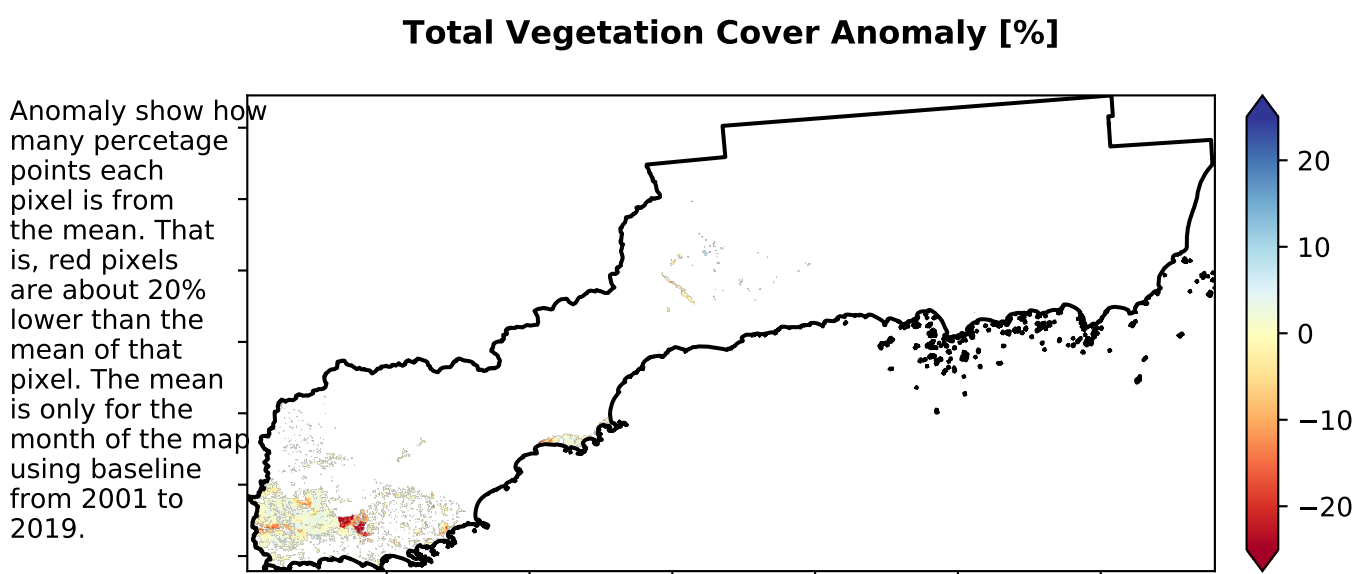 Total Vegetation Cover Anomaly [%]
Anomaly show how
many percetage
points each
pixel is from
the mean. That
is, red pixels
are about 20%
lower than the
mean of that
pixel. The mean
is only for the
month of the map
using baseline
from 2001 to
2019.
20
10
0
−10
−20